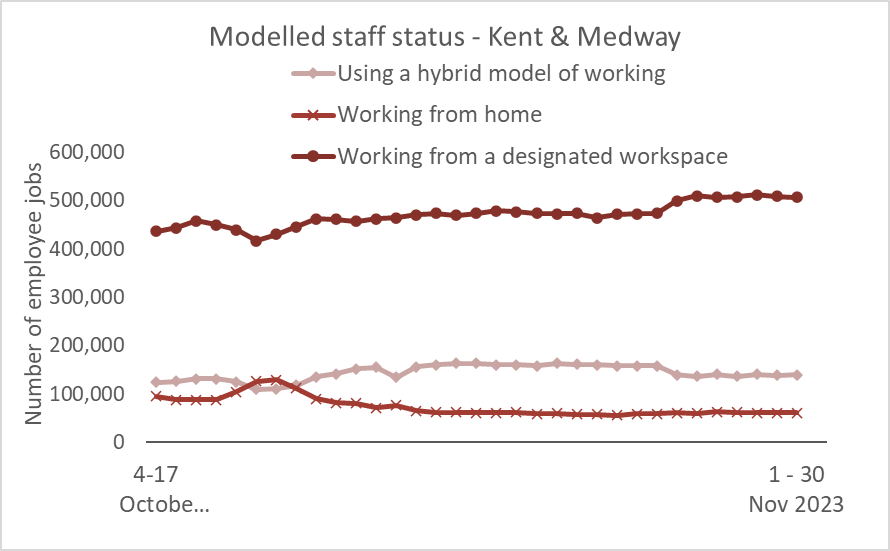 Modelled staff status - Kent & Medway
Using a hybrid model of working
Working from home
Working from a designated workspace
Number of employee jobs
600,000
500,000
400,000
300,000
200,000
100,000
0
4-17
Octobe...
1 - 30
Nov 2023